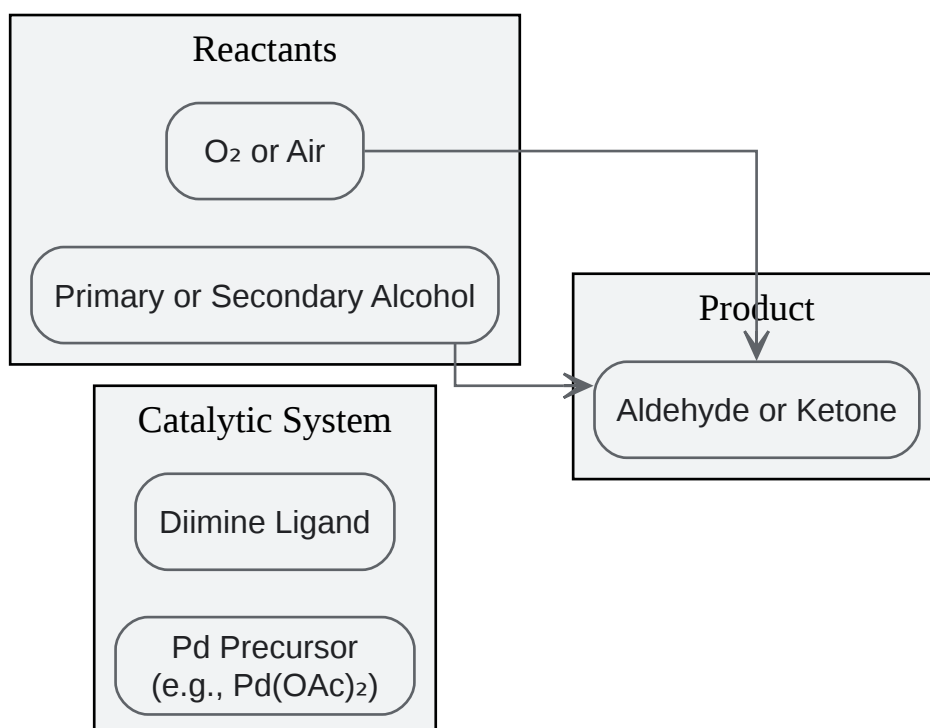 Reactants
O₂ or Air
Primary or Secondary Alcohol
Product
Aldehyde or Ketone
Catalytic System
Diimine Ligand
Pd Precursor
(e.g., Pd(OAc)₂)